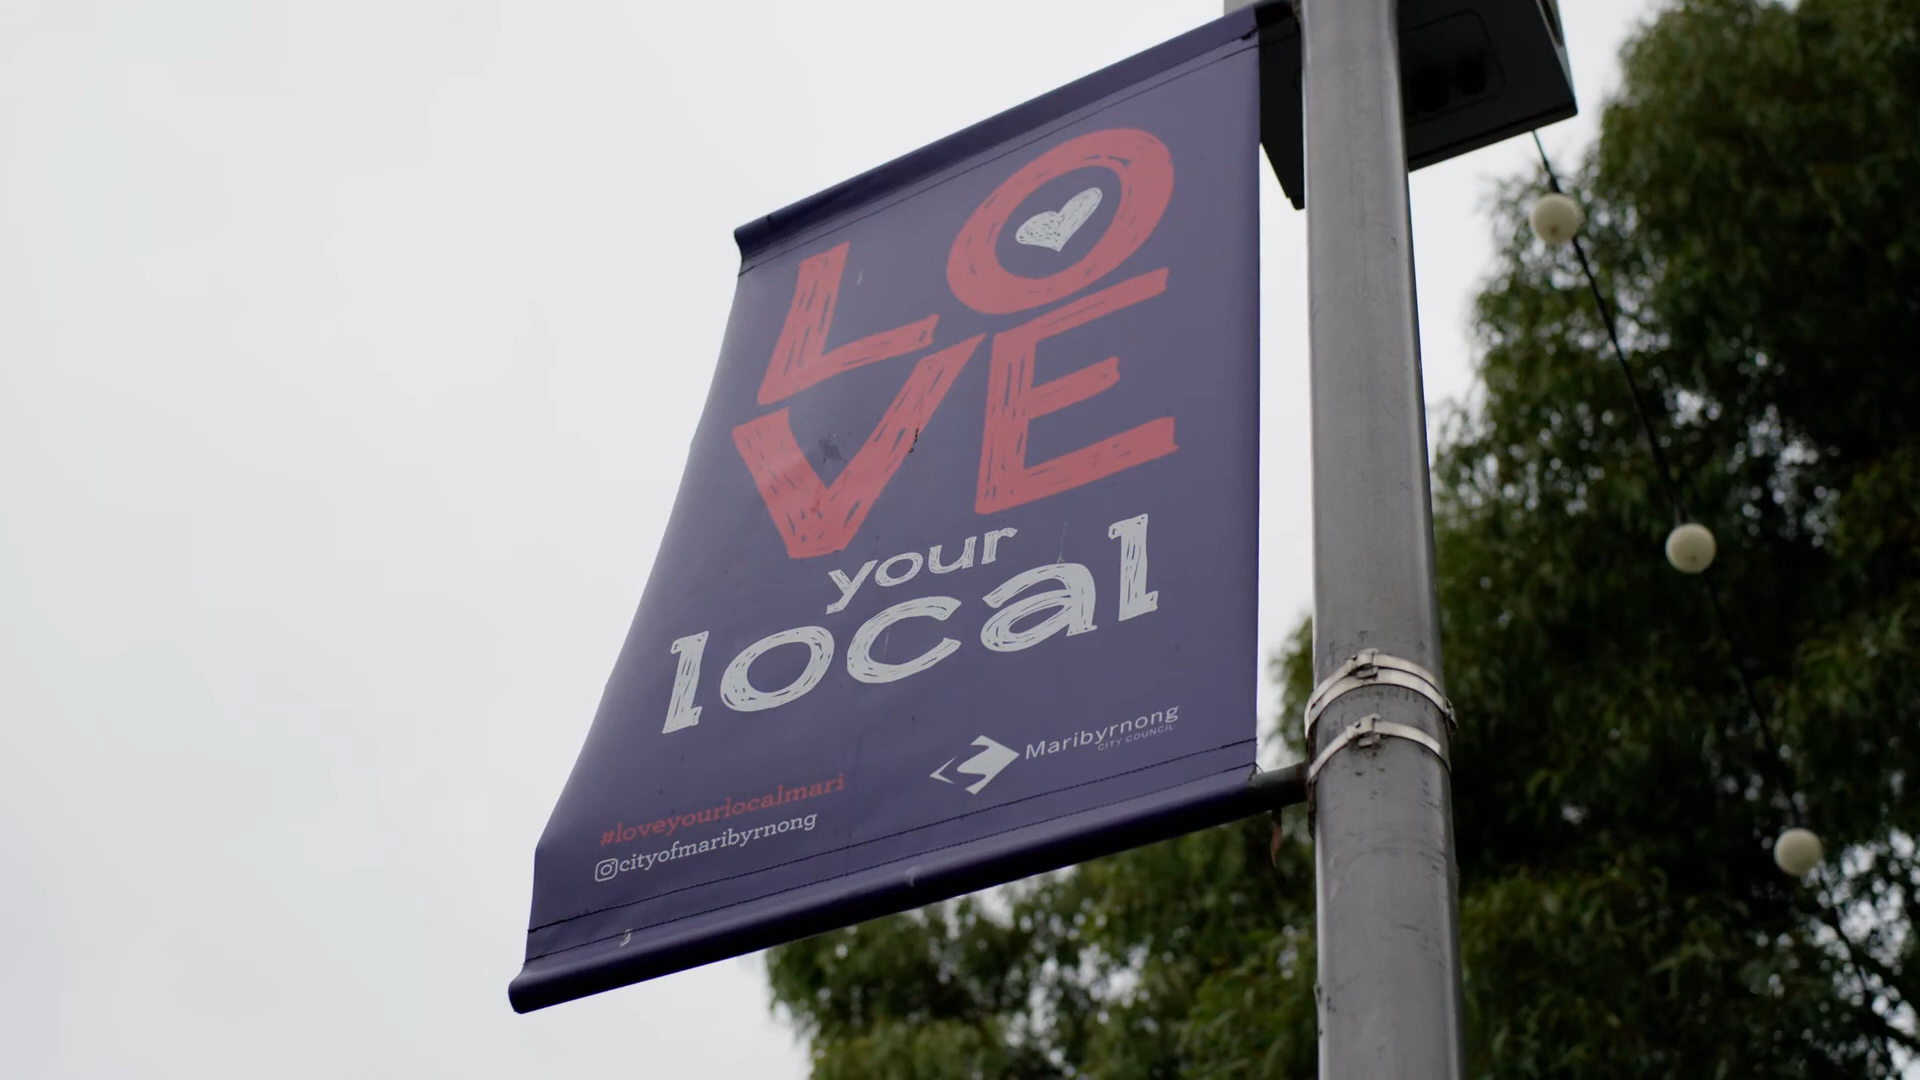 LO
VE
your
local
Maribyrnong
CITY COUNCIL
#loveyourlocalmari
cityofmaribyrnong